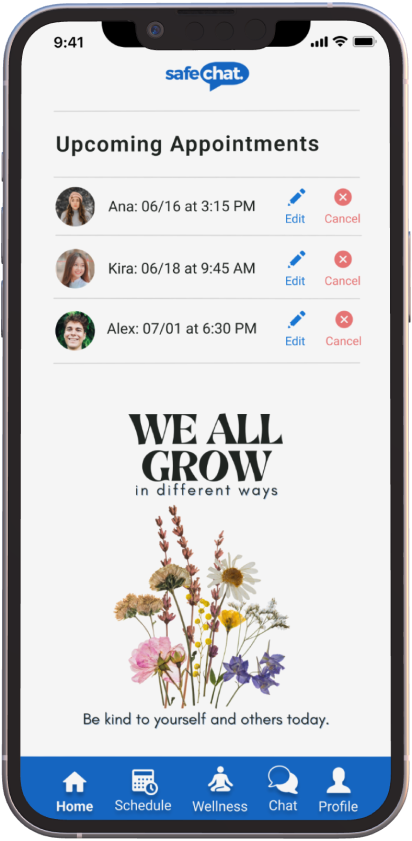 9:41
safechat.
Upcoming Appointments
Ana: 06/16 at 3:15 PM
Edit
Cancel
Kira: 06/18 at 9:45 AM
Edit
Cancel
Alex: 07/01 at 6:30 PM
Edit
Cancel
WE ALL
GROW
in different ways
Be kind to yourself and others today.
Home
Schedule
Wellness
Chat
Profile